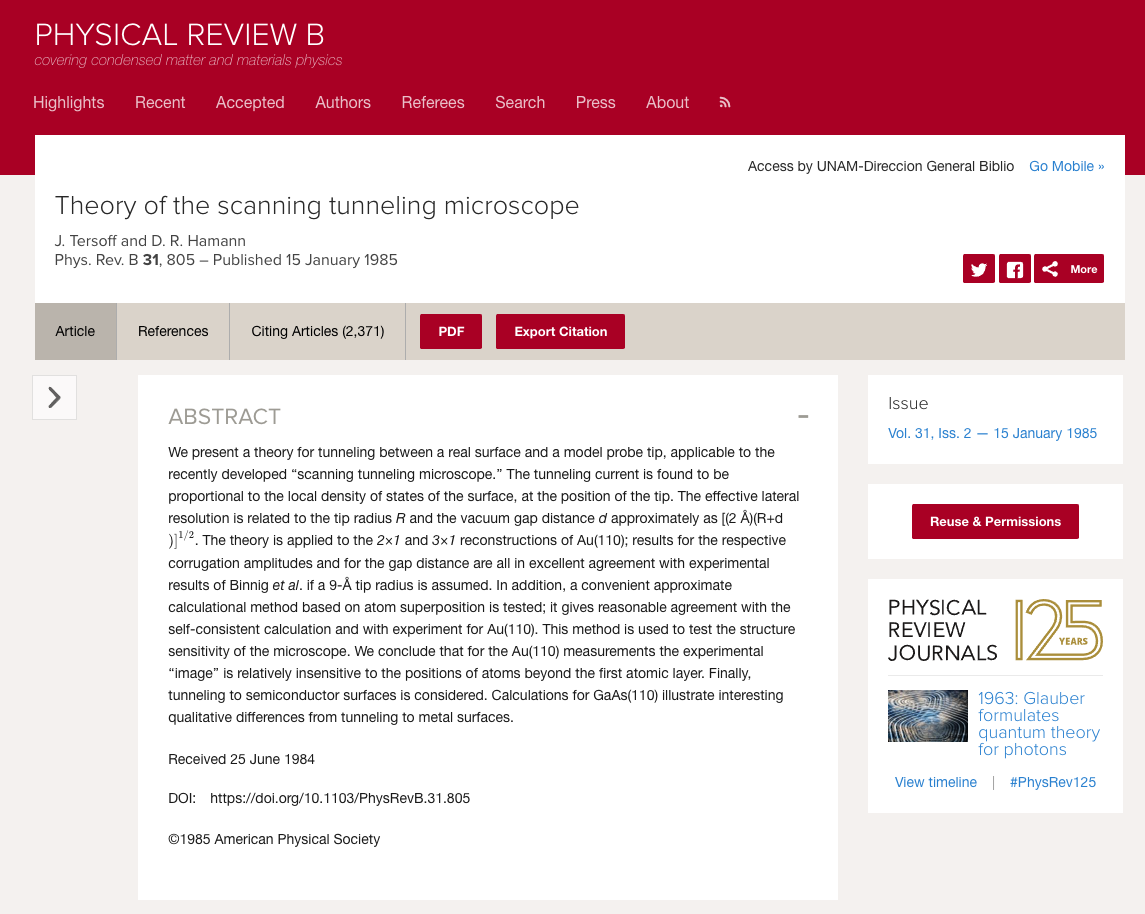 PHYSICAL REVIEW B
covering condensed matter and materials physics
Highlights Recent Accepted Authors Referees Search Press About
Access by UNAM-Direccion General Biblio Go Mobile »
Theory of the scanning tunneling microscope
J. Tersoff and D. R. Hamann
Phys. Rev. B 31, 805 – Published 15 January 1985
More
Article References Citing Articles (2,371) PDF Export Citation
ABSTRACT
We present a theory for tunneling between a real surface and a model probe tip, applicable to the
recently developed “scanning tunneling microscope.” The tunneling current is found to be
proportional to the local density of states of the surface, at the position of the tip. The effective lateral
resolution is related to the tip radius R and the vacuum gap distance d approximately as [(2 Å)(R+d
)]^{1/2}. The theory is applied to the 2×1 and 3×1 reconstructions of Au(110); results for the respective
corrugation amplitudes and for the gap distance are all in excellent agreement with experimental
results of Binnig et al. if a 9-Å tip radius is assumed. In addition, a convenient approximate
calculational method based on atom superposition is tested; it gives reasonable agreement with the
self-consistent calculation and with experiment for Au(110). This method is used to test the structure
sensitivity of the microscope. We conclude that for the Au(110) measurements the experimental
“image” is relatively insensitive to the positions of atoms beyond the first atomic layer. Finally,
tunneling to semiconductor surfaces is considered. Calculations for GaAs(110) illustrate interesting
qualitative differences from tunneling to metal surfaces.
Received 25 June 1984
DOI: https://doi.org/10.1103/PhysRevB.31.805
©1985 American Physical Society
Issue
Vol. 31, Iss. 2 — 15 January 1985
Reuse & Permissions
PHYSICAL
REVIEW
JOURNALS
125
YEARS
1963: Glauber
formulates
quantum theory
for photons
View timeline | #PhysRev125